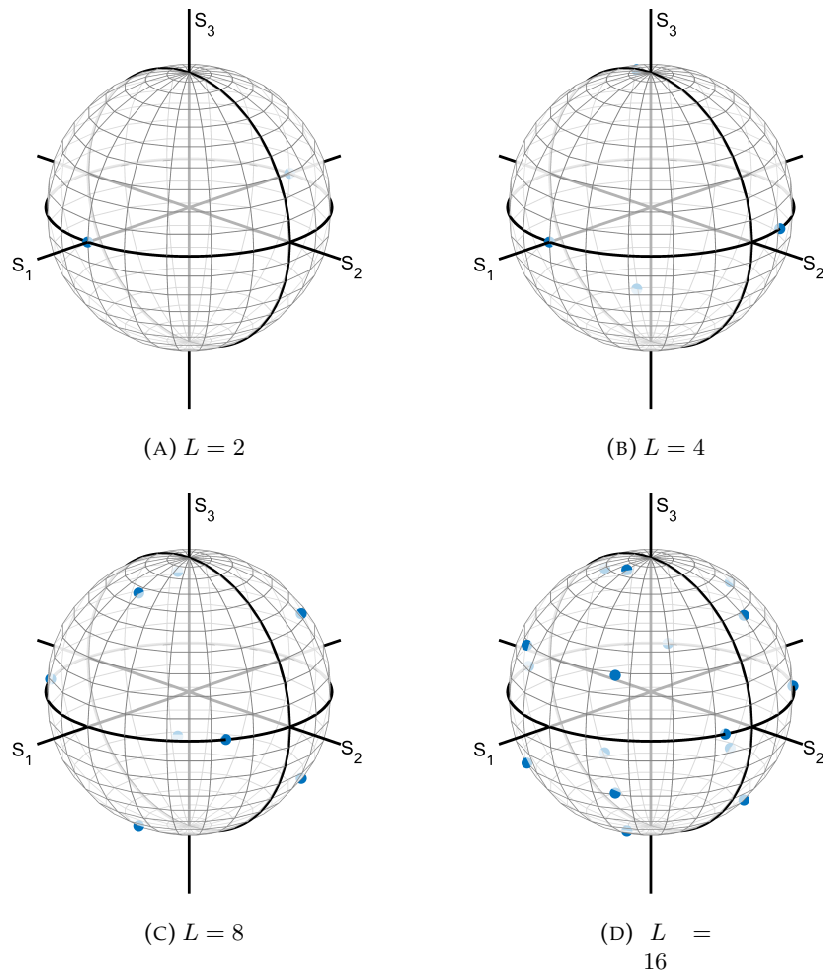 S₃ S₃
S₁ S₂ S₁ S₂
(A) L = 2 (B) L = 4
S₃ S₃
S₁ S₂ S₁ S₂
(C) L = 8 (D) L =
16